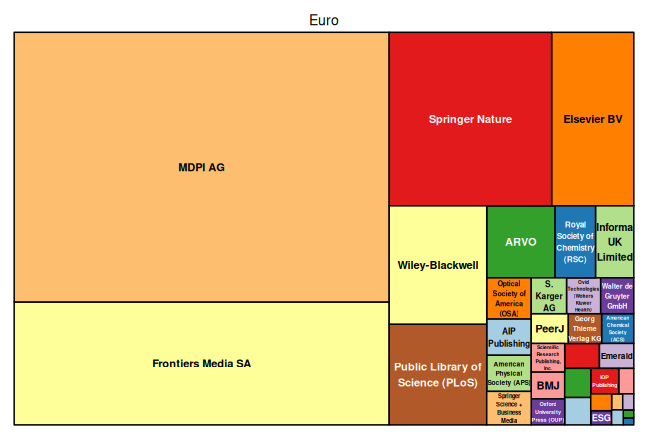 Euro
MDPI AG
Frontiers Media SA
Springer Nature
Elsevier BV
Wiley-Blackwell
Public Library of
Science (PLoS)
ARVO
Royal
Society of
Chemistry
(RSC)
Informa
UK
Limited
Optical
Society of
America
(OSA)
AIP
Publishing
American
Physical
Society (APS)
Springer
Science +
Business
Media
S.
Karger
AG
Ovid
Technologies
(Wolters
Kluwer
Health)
Walter de
Gruyter
GmbH
PeerJ
Georg
Thieme
Verlag KG
American
Chemical
Society
(ACS)
Scientific
Research
Publishing,
Inc.
Emerald
BMJ
IOP
Publishing
Oxford
University
Press (OUP)
ESG